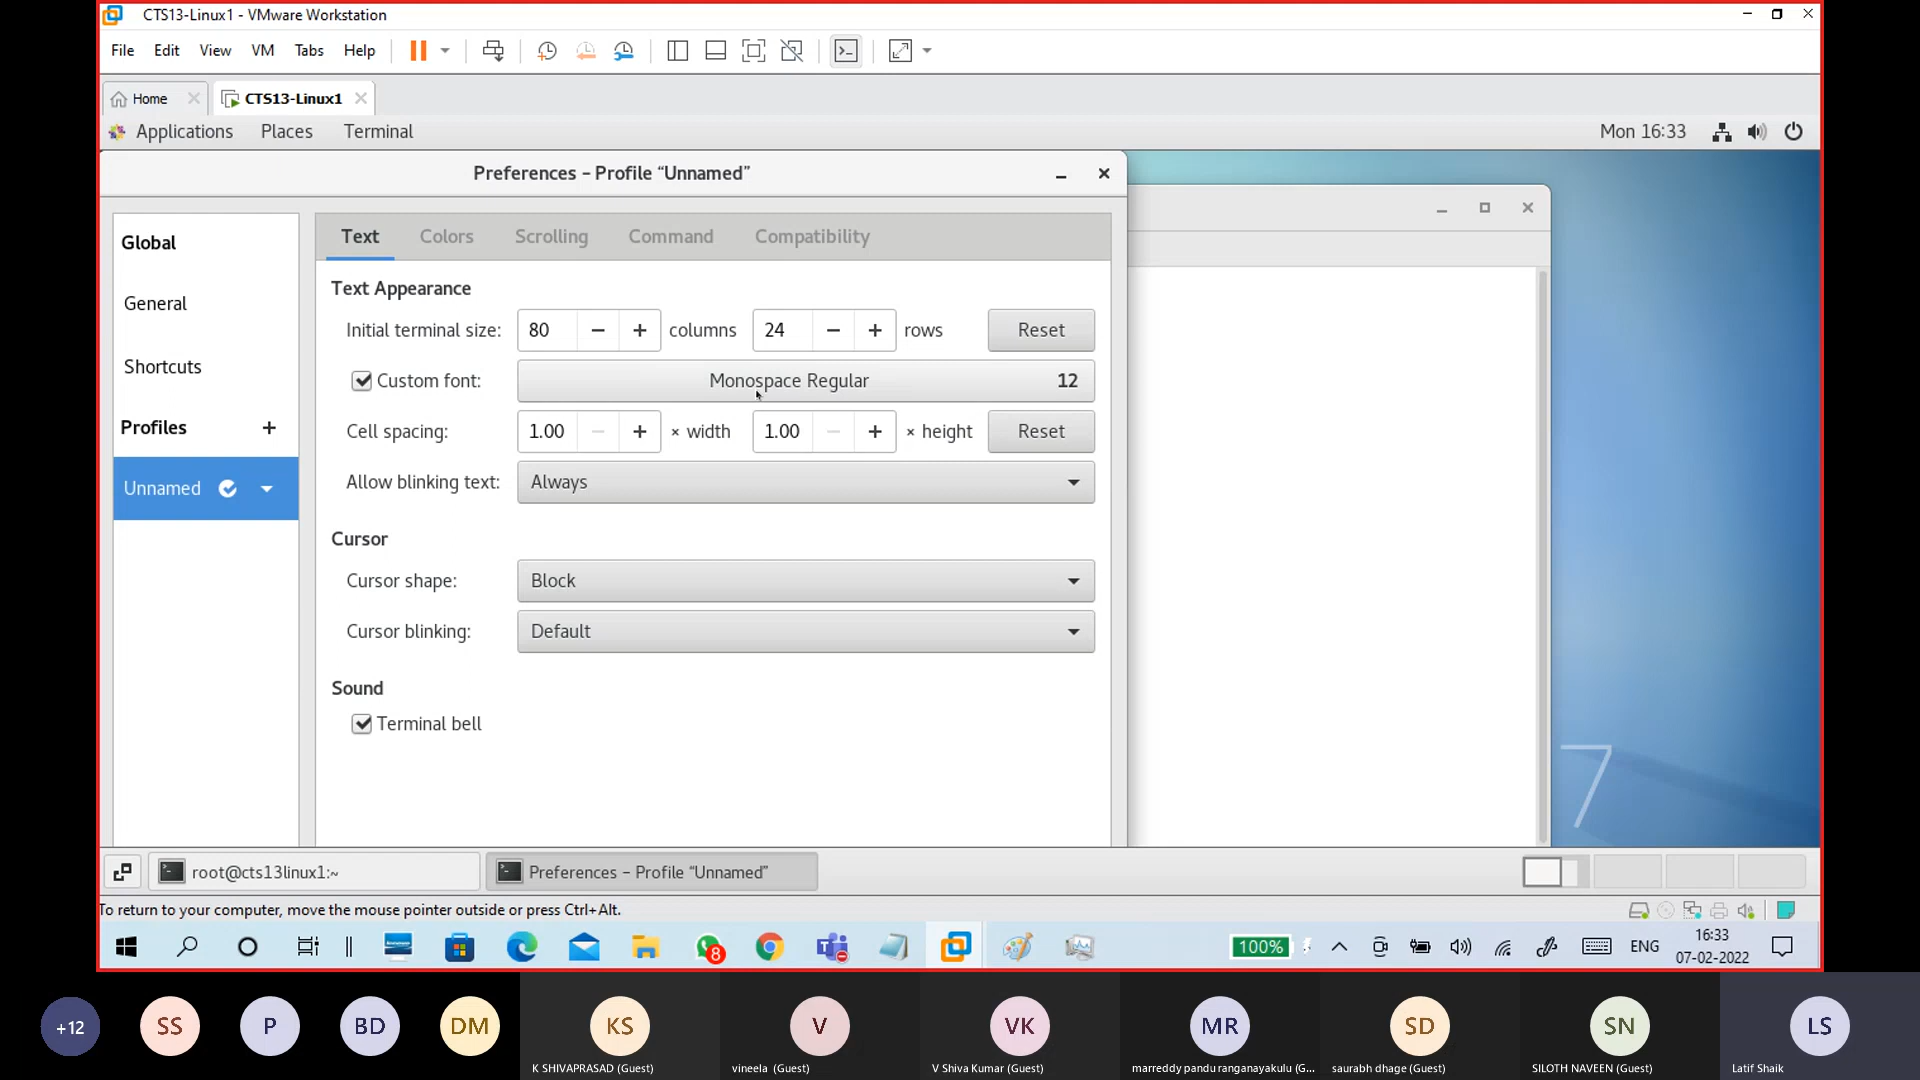 CTS13-Linux1 - VMware Workstation
File Edit View VM Tabs Help
Home CTS13-Linux1
Applications Places Terminal Mon 16:33
Preferences – Profile “Unnamed”
Global
General
Shortcuts
Profiles
Unnamed
Text Colors Scrolling Command Compatibility
Text Appearance
Initial terminal size: 80 − + columns 24 − + rows Reset
Custom font: Monospace Regular 12
Cell spacing: 1.00 − + × width 1.00 − + × height Reset
Allow blinking text: Always
Cursor
Cursor shape: Block
Cursor blinking: Default
Sound
Terminal bell
7
root@cts13linux1:~ Preferences – Profile “Unnamed”
To return to your computer, move the mouse pointer outside or press Ctrl+Alt.
8 100% ENG 16:33
07-02-2022
+12 SS P BD DM KS V VK MR SD SN LS
K SHIVAPRASAD (Guest) vineela (Guest) V Shiva Kumar (Guest) marreddy pandu ranganayakulu (G... saurabh dhage (Guest) SILOTH NAVEEN (Guest) Latif Shaik